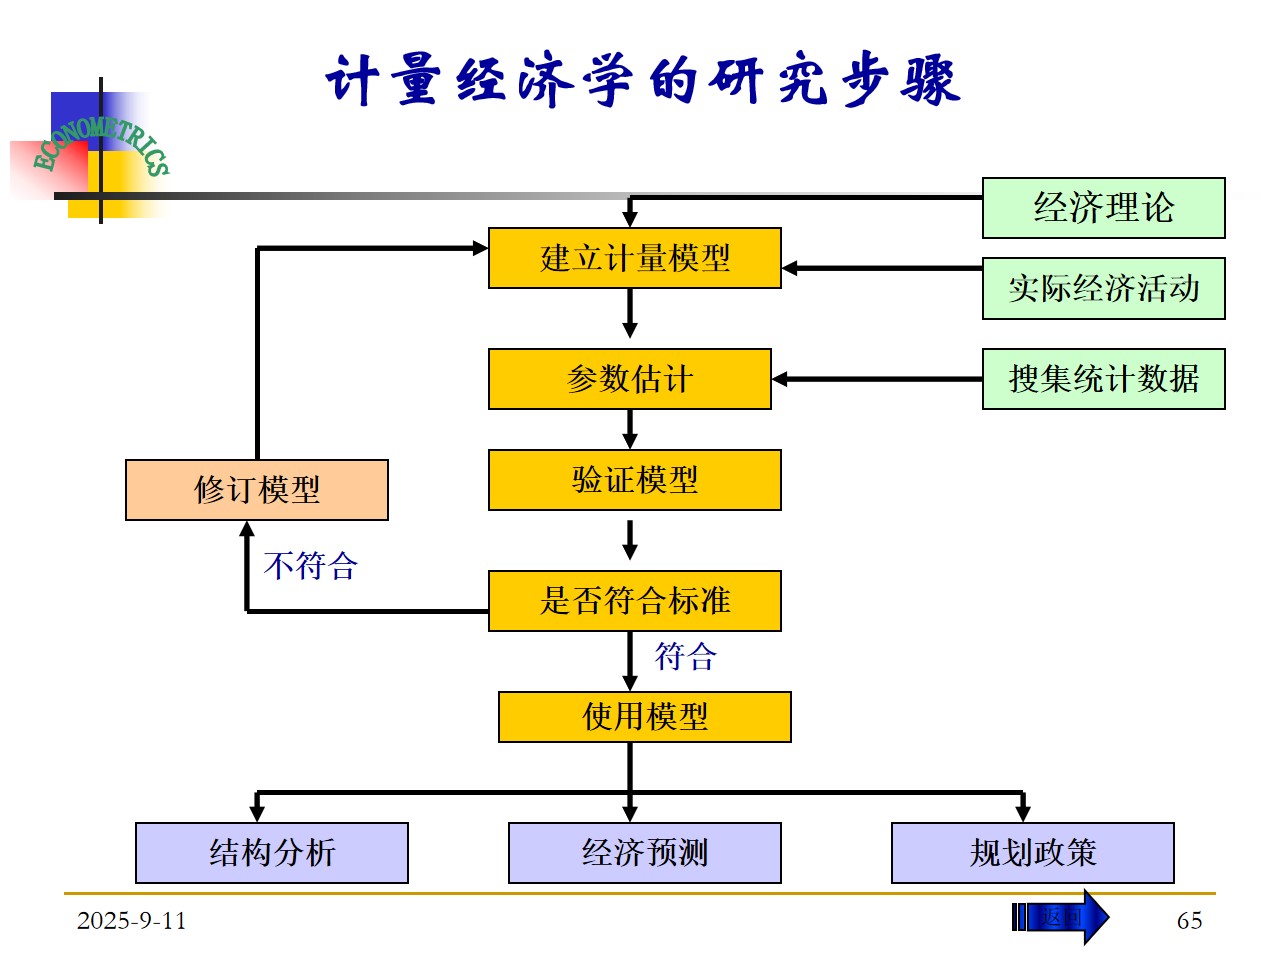 计量经济学的研究步骤
ECONOMETRICS
经济理论
建立计量模型
实际经济活动
参数估计
搜集统计数据
验证模型
修订模型
不符合
是否符合标准
符合
使用模型
结构分析
经济预测
规划政策
2025-9-11
返回
65